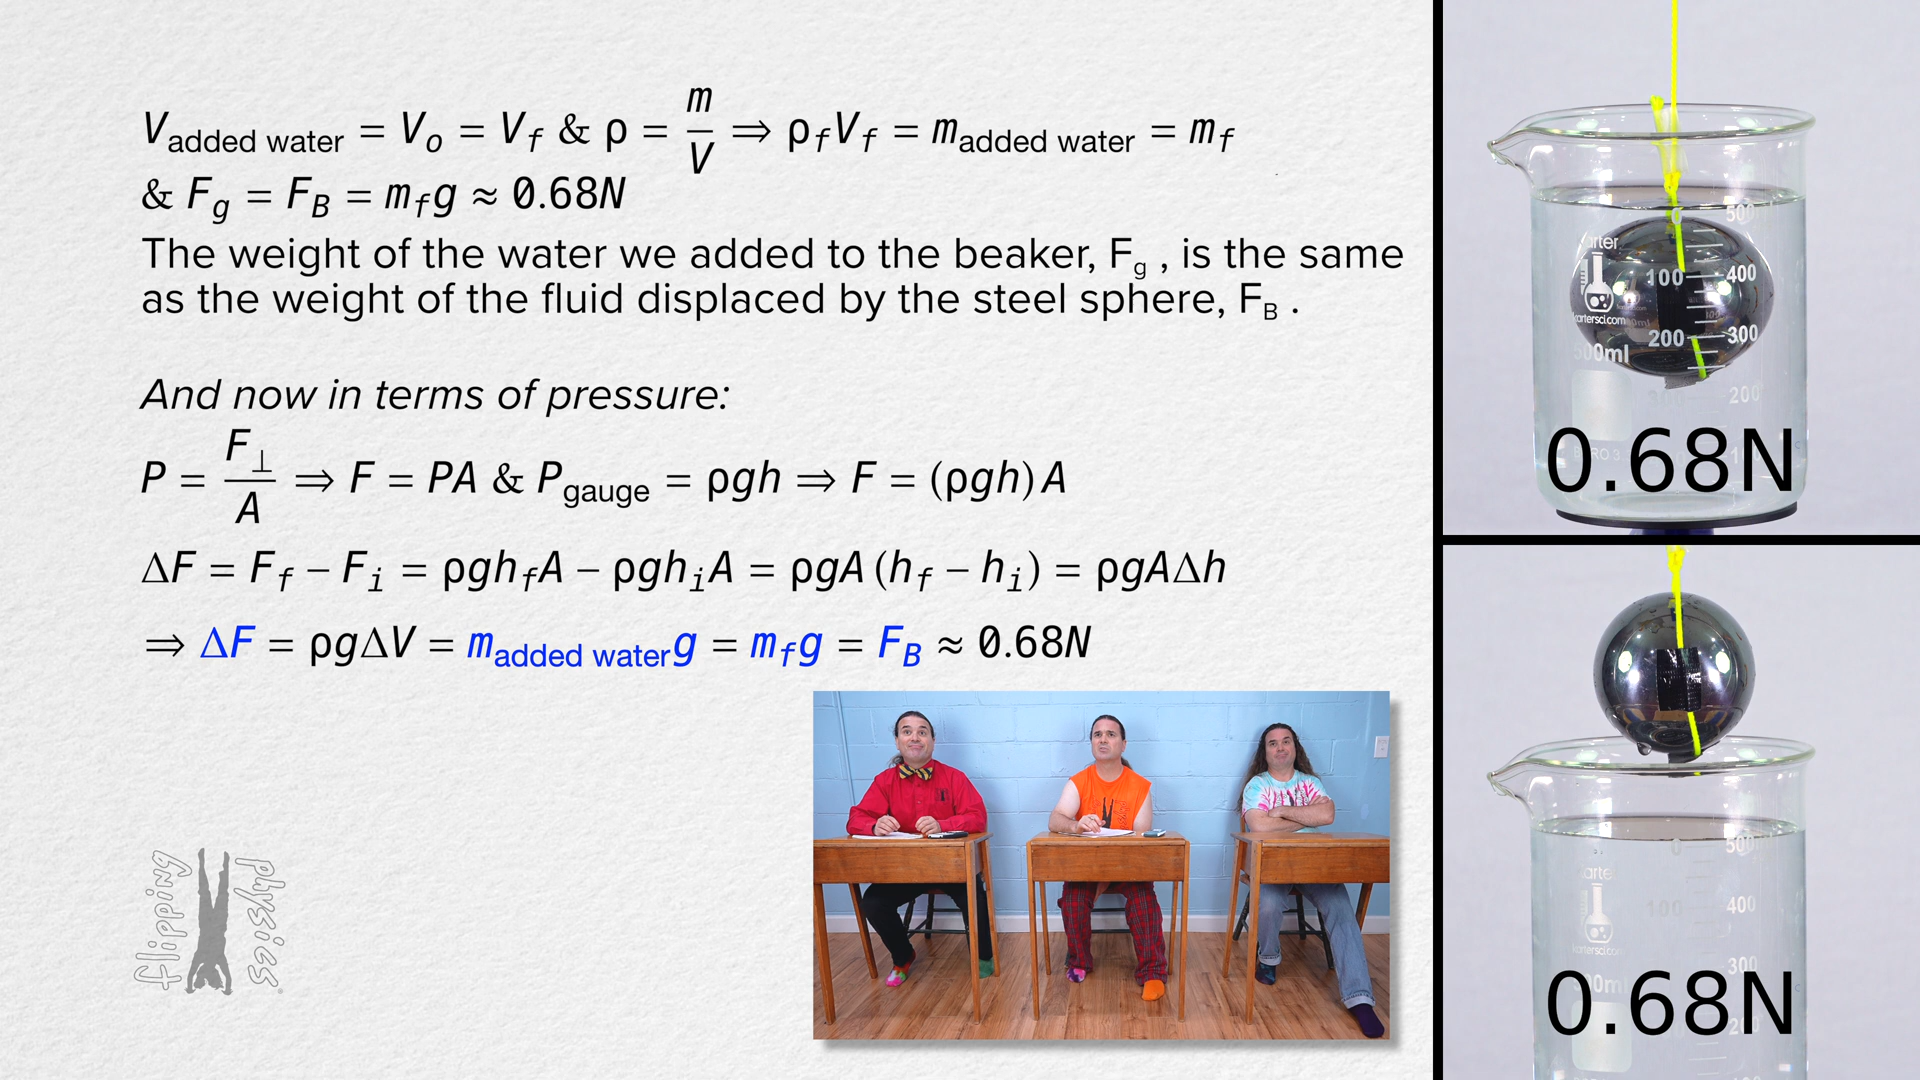 V_added water = V_o = V_f & ρ = m/V ⇒ ρ_f V_f = m_added water = m_f
& F_g = F_B = m_f g ≈ 0.68N
The weight of the water we added to the beaker, F_g , is the same
as the weight of the fluid displaced by the steel sphere, F_B .
And now in terms of pressure:
P = F_⊥/A ⇒ F = PA & P_gauge = ρgh ⇒ F = (ρgh) A
ΔF = F_f − F_i = ρgh_f A − ρgh_i A = ρgA (h_f − h_i) = ρgAΔh
⇒ ΔF = ρgΔV = m_added water g = m_f g = F_B ≈ 0.68N
flipping physics
0 500
100 400
200 300
200
kartersci.com
0.68N
0 500
100 400
300
0.68N